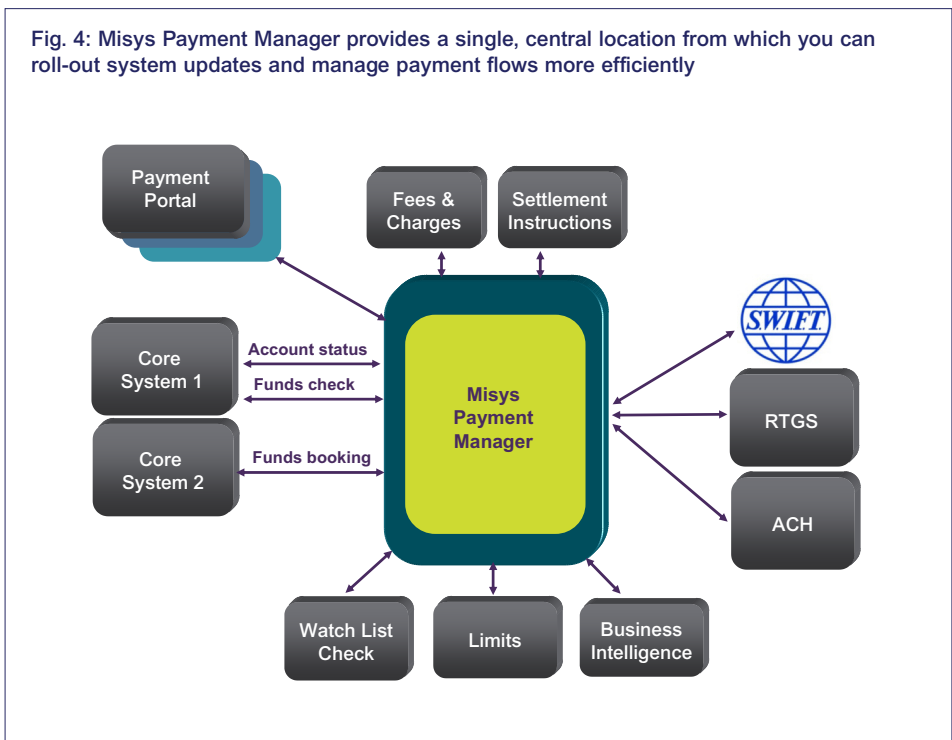 Fig. 4: Misys Payment Manager provides a single, central location from which you can
roll-out system updates and manage payment flows more efficiently
Payment
Portal
Fees &
Charges
Settlement
Instructions
S.W.I.F.T.
Core
System 1
Account status
Funds check
Misys
Payment
Manager
RTGS
Core
System 2
Funds booking
ACH
Watch List
Check
Limits
Business
Intelligence